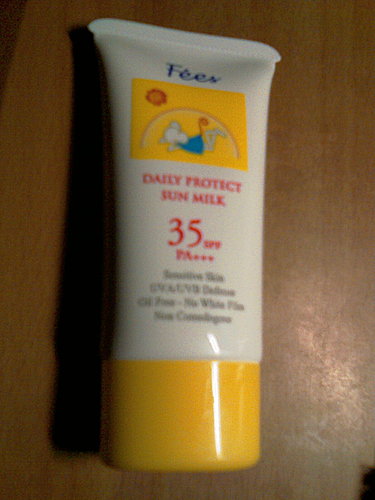 Fées
DAILY PROTECT
SUN MILK
35 SPF
PA+++
Sensitive Skin
UVA/UVB Defense
Oil Free - No White Film
Non Comedogenic